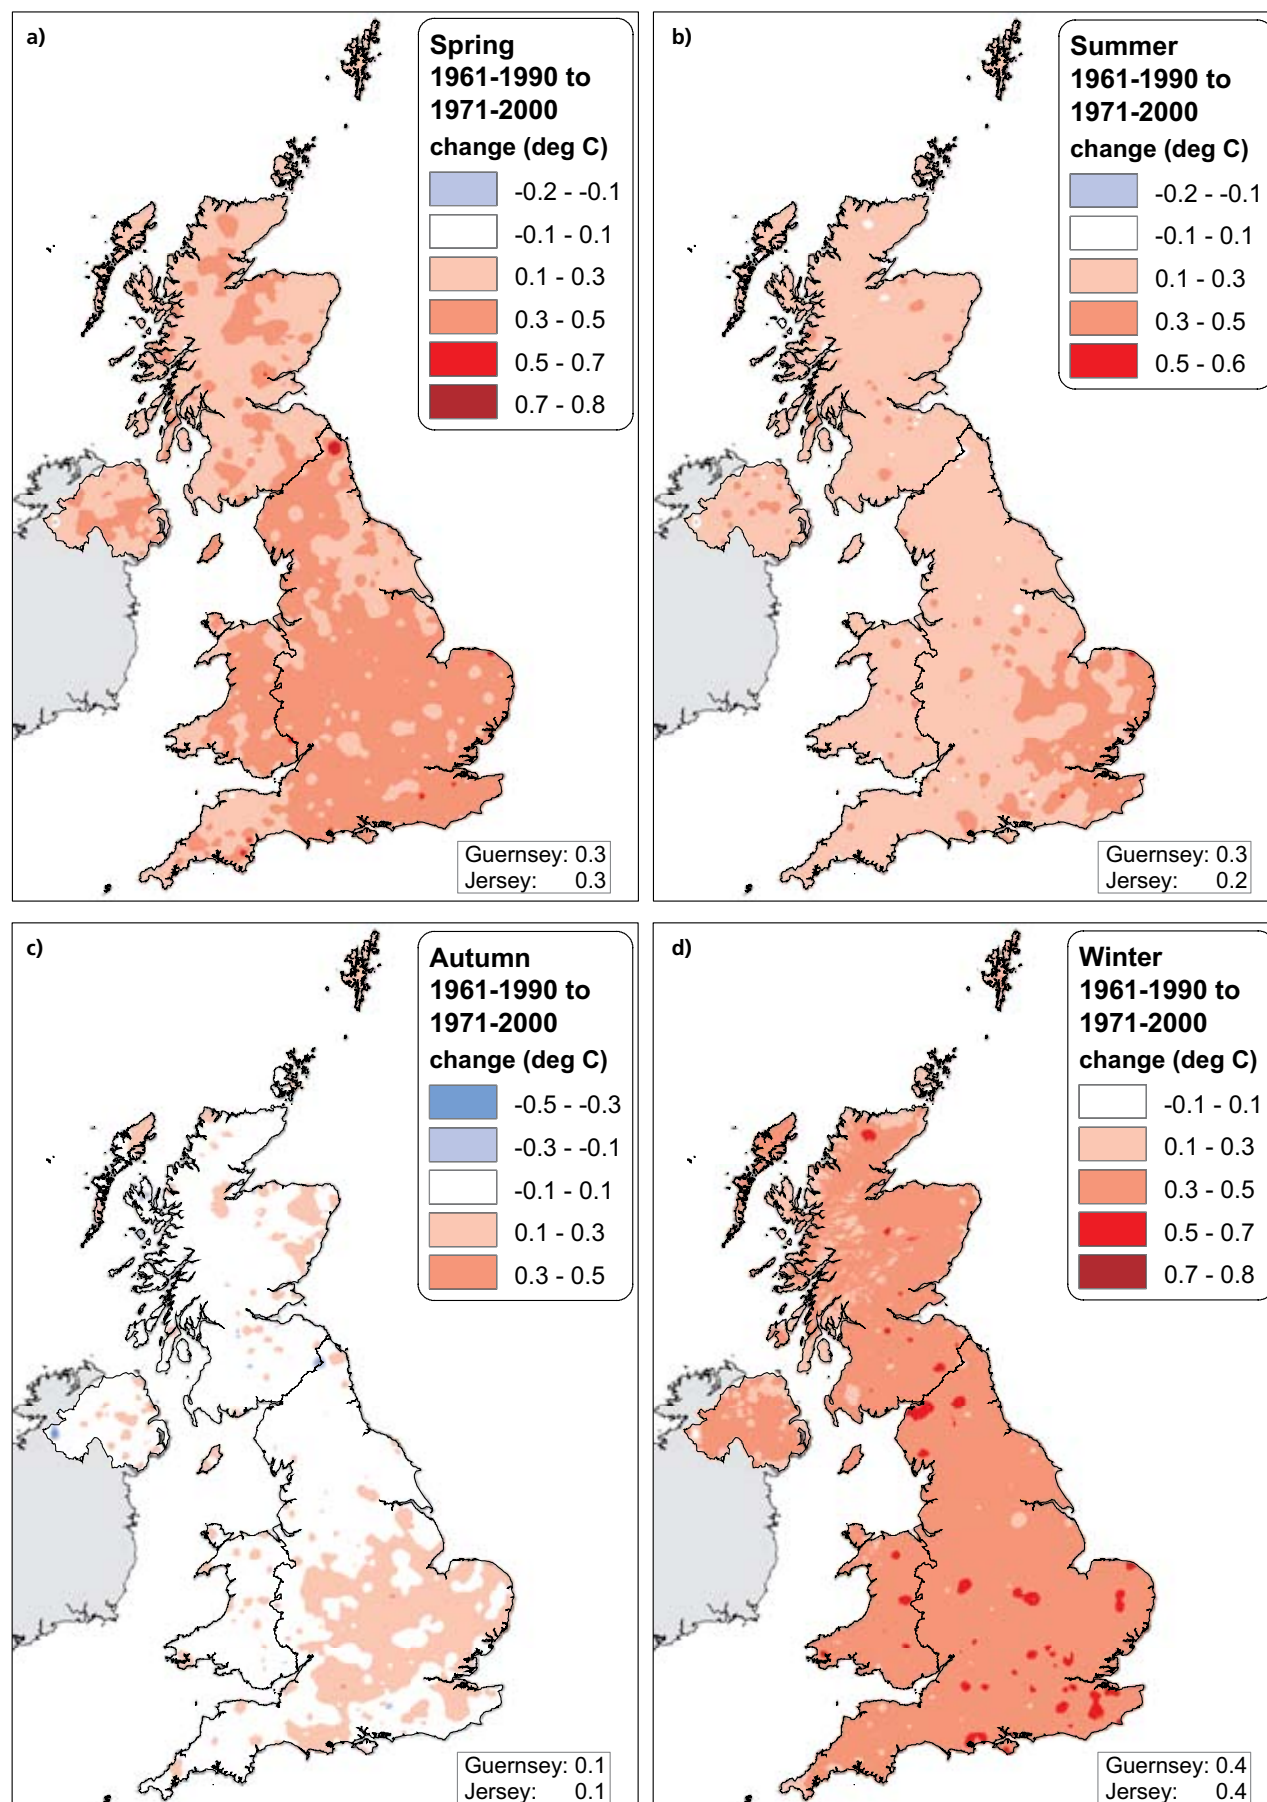 a)
Spring
1961-1990 to
1971-2000
change (deg C)
-0.2 - -0.1
-0.1 - 0.1
0.1 - 0.3
0.3 - 0.5
0.5 - 0.7
0.7 - 0.8
Guernsey: 0.3
Jersey: 0.3
b)
Summer
1961-1990 to
1971-2000
change (deg C)
-0.2 - -0.1
-0.1 - 0.1
0.1 - 0.3
0.3 - 0.5
0.5 - 0.6
Guernsey: 0.3
Jersey: 0.2
c)
Autumn
1961-1990 to
1971-2000
change (deg C)
-0.5 - -0.3
-0.3 - -0.1
-0.1 - 0.1
0.1 - 0.3
0.3 - 0.5
Guernsey: 0.1
Jersey: 0.1
d)
Winter
1961-1990 to
1971-2000
change (deg C)
-0.1 - 0.1
0.1 - 0.3
0.3 - 0.5
0.5 - 0.7
0.7 - 0.8
Guernsey: 0.4
Jersey: 0.4